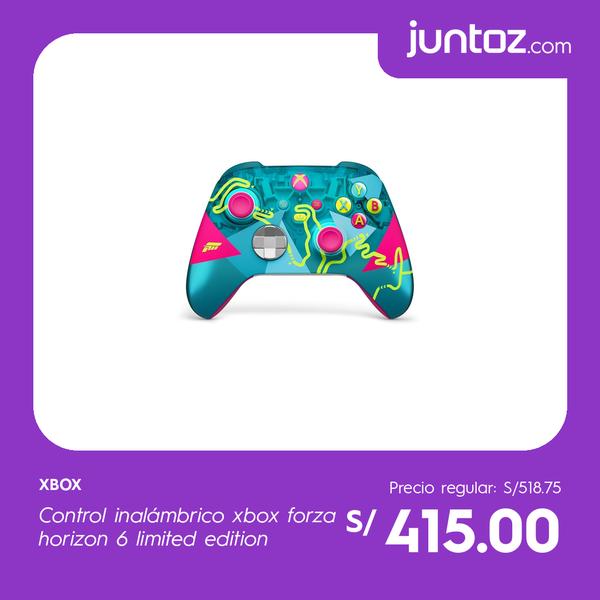 juntoz.com
Y
X
B
A
XBOX
Control inalámbrico xbox forza
horizon 6 limited edition
Precio regular: S/518.75
S/ 415.00